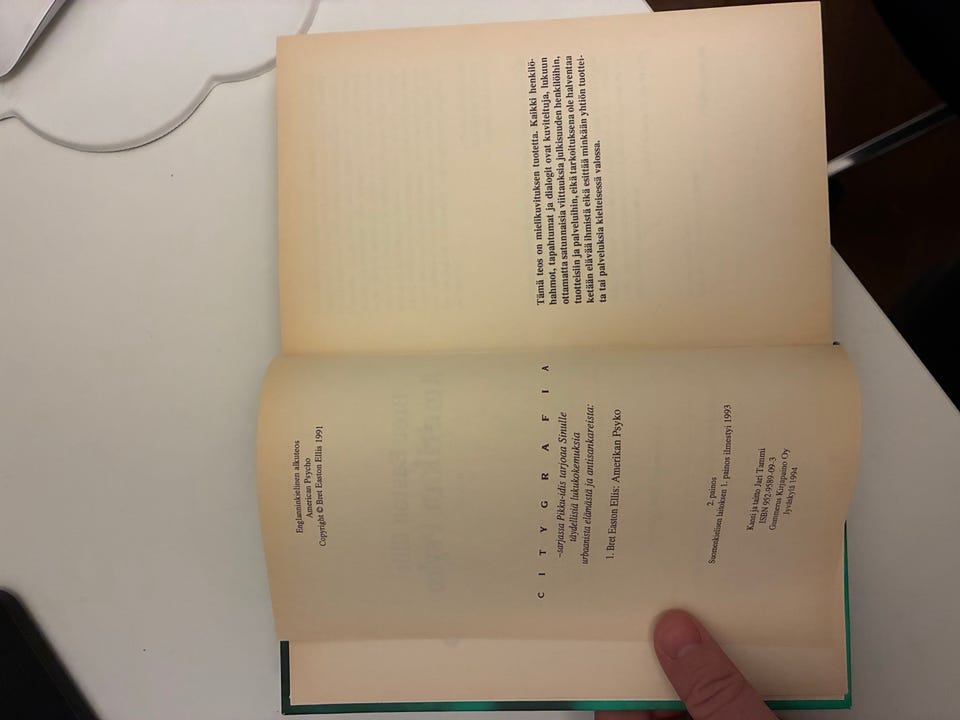 Englanninkielisen alkuteos
American Psycho
Copyright © Bret Easton Ellis 1991
C I T Y G R A F I A
–sarjassa Pikku-idis tarjoaa Sinulle
täydellisiä lukukokemuksia
urbaanista elämästä ja antisankareista:
1. Bret Easton Ellis: Amerikan Psyko
2. painos
Suomenkielisen laitoksen 1. painos ilmestyi 1993
Kansi ja taitto Jari Tammi
ISBN 952-9589-09-3
Gummerus Kirjapaino Oy
Jyväskylä 1994
Tämä teos on mielikuvituksen tuotetta. Kaikki henkilö-
hahmot, tapahtumat ja dialogit ovat kuviteltuja, lukuun
ottamatta satunnaisia viittauksia julkisuuden henkilöihin,
tuotteisiin ja palveluihin, eikä tarkoituksena ole halventaa
ketään elävää ihmistä eikä esittää minkään yhtiön tuottei-
ta tai palveluksia kielteisessä valossa.